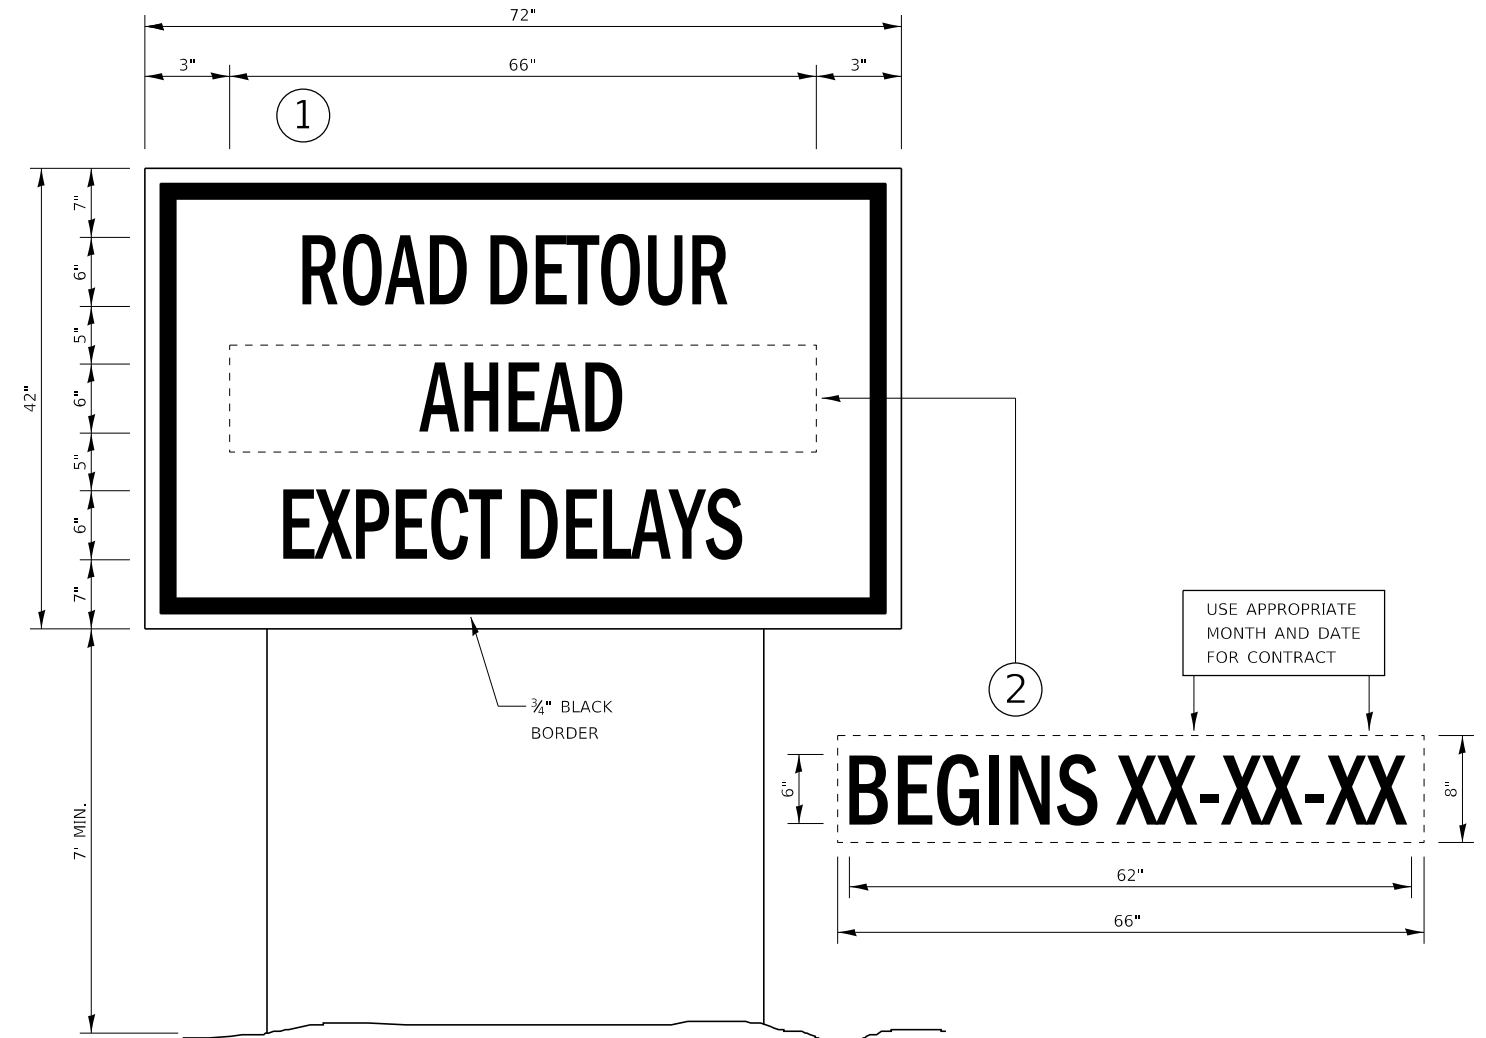 72"
3" 66" 3"
1
7"
6"
5"
6"
5"
6"
7"
42"
ROAD DETOUR
AHEAD
EXPECT DELAYS
¾" BLACK
BORDER
7' MIN.
2
USE APPROPRIATE
MONTH AND DATE
FOR CONTRACT
6"
BEGINS XX-XX-XX
8"
62"
66"